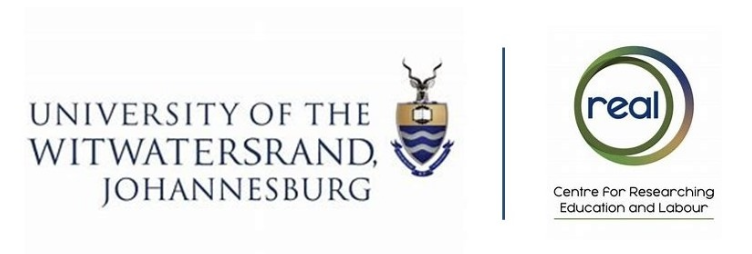 UNIVERSITY OF THE
WITWATERSRAND,
JOHANNESBURG
real
Centre for Researching
Education and Labour